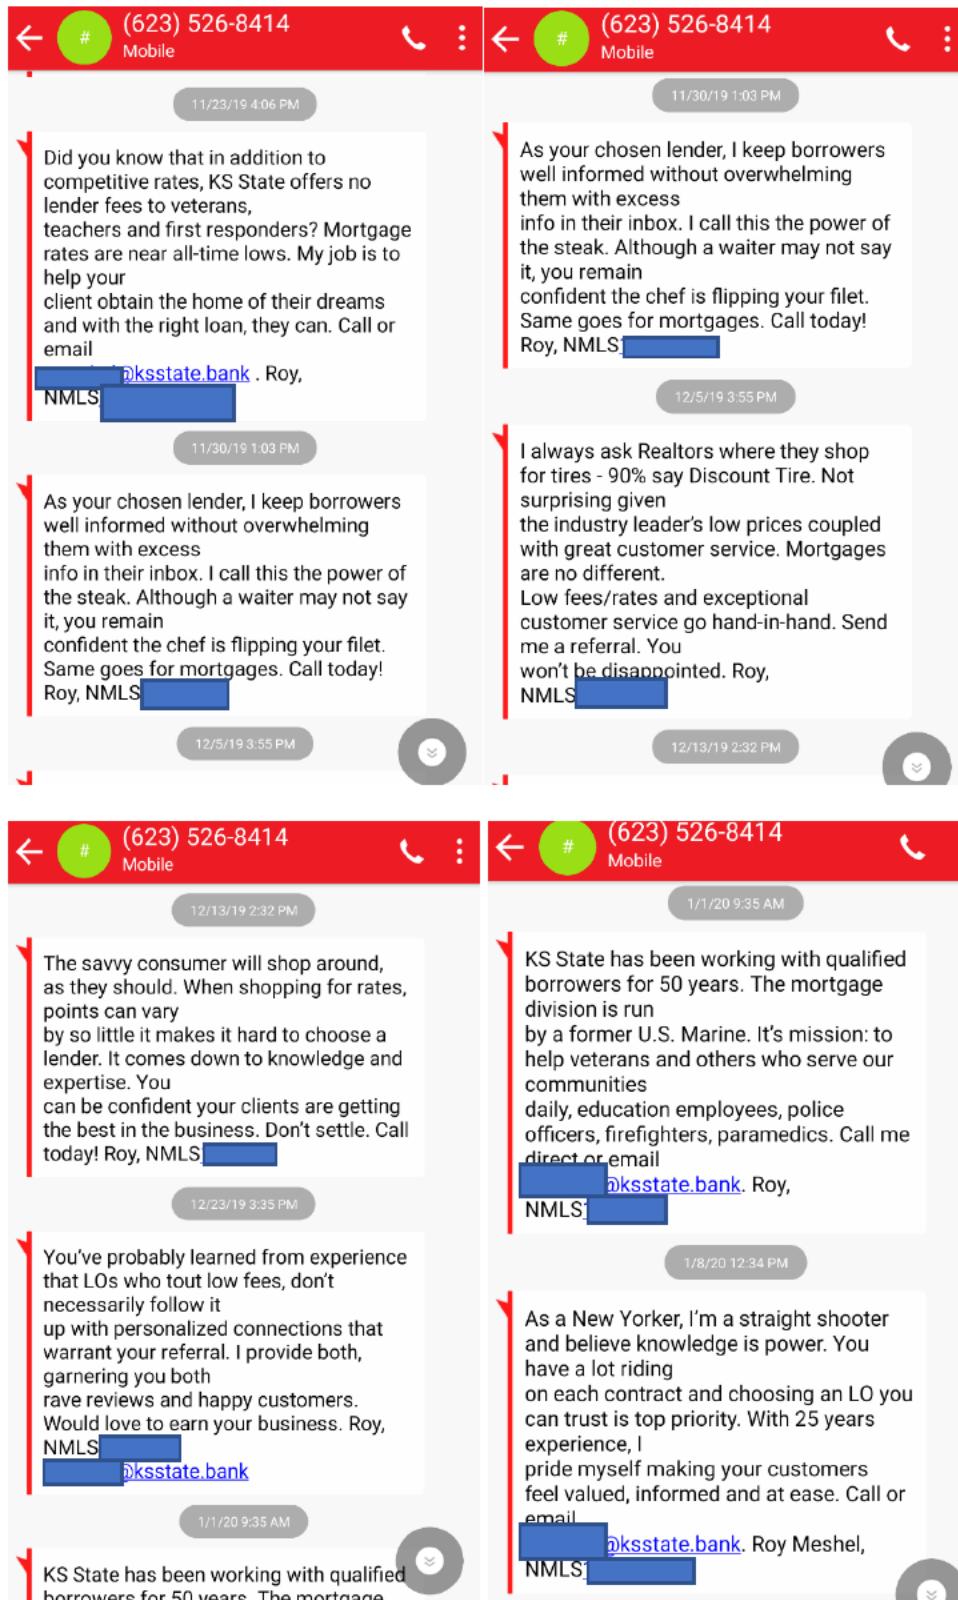 (623) 526-8414
Mobile
11/23/19 4:06 PM
Did you know that in addition to
competitive rates, KS State offers no
lender fees to veterans,
teachers and first responders? Mortgage
rates are near all-time lows. My job is to
help your
client obtain the home of their dreams
and with the right loan, they can. Call or
email
@ksstate.bank . Roy,
NMLS
11/30/19 1:03 PM
As your chosen lender, I keep borrowers
well informed without overwhelming
them with excess
info in their inbox. I call this the power of
the steak. Although a waiter may not say
it, you remain
confident the chef is flipping your filet.
Same goes for mortgages. Call today!
Roy, NMLS
12/5/19 3:55 PM
(623) 526-8414
Mobile
11/30/19 1:03 PM
As your chosen lender, I keep borrowers
well informed without overwhelming
them with excess
info in their inbox. I call this the power of
the steak. Although a waiter may not say
it, you remain
confident the chef is flipping your filet.
Same goes for mortgages. Call today!
Roy, NMLS
12/5/19 3:55 PM
I always ask Realtors where they shop
for tires - 90% say Discount Tire. Not
surprising given
the industry leader's low prices coupled
with great customer service. Mortgages
are no different.
Low fees/rates and exceptional
customer service go hand-in-hand. Send
me a referral. You
won't be disappointed. Roy,
NMLS
12/13/19 2:32 PM
(623) 526-8414
Mobile
12/13/19 2:32 PM
The savvy consumer will shop around,
as they should. When shopping for rates,
points can vary
by so little it makes it hard to choose a
lender. It comes down to knowledge and
expertise. You
can be confident your clients are getting
the best in the business. Don't settle. Call
today! Roy, NMLS
12/23/19 3:35 PM
You've probably learned from experience
that LOs who tout low fees, don't
necessarily follow it
up with personalized connections that
warrant your referral. I provide both,
garnering you both
rave reviews and happy customers.
Would love to earn your business. Roy,
NMLS
@ksstate.bank
1/1/20 9:35 AM
KS State has been working with qualified
borrowers for 50 years. The mortgage
(623) 526-8414
Mobile
1/1/20 9:35 AM
KS State has been working with qualified
borrowers for 50 years. The mortgage
division is run
by a former U.S. Marine. It's mission: to
help veterans and others who serve our
communities
daily, education employees, police
officers, firefighters, paramedics. Call me
direct or email
@ksstate.bank. Roy,
NMLS
1/8/20 12:34 PM
As a New Yorker, I'm a straight shooter
and believe knowledge is power. You
have a lot riding
on each contract and choosing an LO you
can trust is top priority. With 25 years
experience, I
pride myself making your customers
feel valued, informed and at ease. Call or
email
@ksstate.bank. Roy Meshel,
NMLS